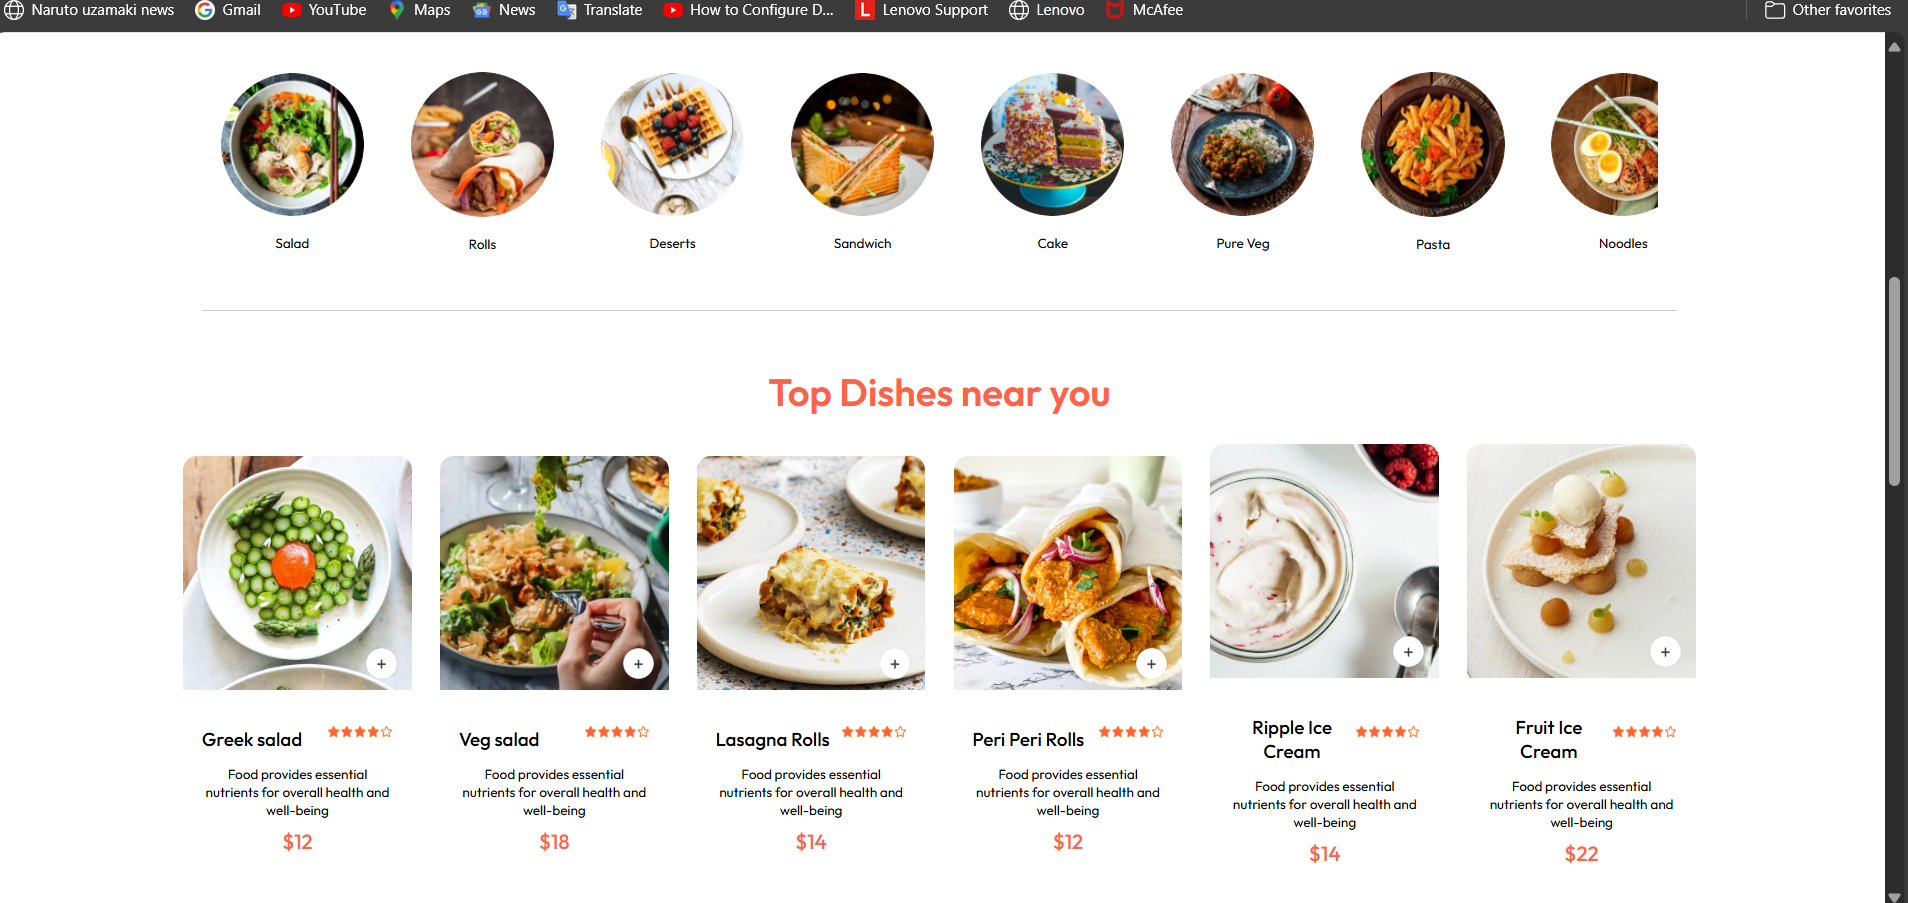 Naruto uzamaki news Gmail YouTube Maps News Translate How to Configure D... Lenovo Support Lenovo McAfee Other favorites
Salad Rolls Deserts Sandwich Cake Pure Veg Pasta Noodles
Top Dishes near you
Greek salad
Food provides essential
nutrients for overall health and
well-being
$12
Veg salad
Food provides essential
nutrients for overall health and
well-being
$18
Lasagna Rolls
Food provides essential
nutrients for overall health and
well-being
$14
Peri Peri Rolls
Food provides essential
nutrients for overall health and
well-being
$12
Ripple Ice
Cream
Food provides essential
nutrients for overall health and
well-being
$14
Fruit Ice
Cream
Food provides essential
nutrients for overall health and
well-being
$22